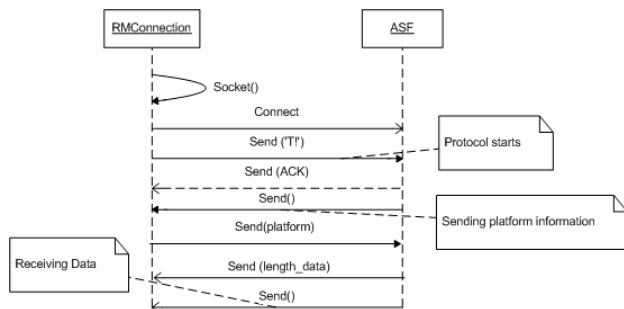 RMConnection
ASF
Socket()
Connect
Send ('T!')
Protocol starts
Send (ACK)
Send()
Sending platform information
Send(platform)
Receiving Data
Send (length_data)
Send()